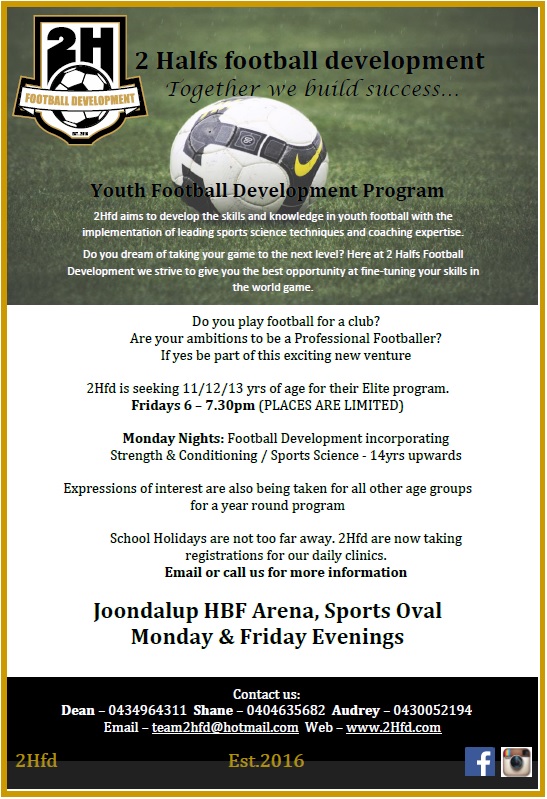 2H
FOOTBALL DEVELOPMENT
EST. 2016
2 Halfs football development
Together we build success...
Youth Football Development Program
2Hfd aims to develop the skills and knowledge in youth football with the
implementation of leading sports science techniques and coaching expertise.
Do you dream of taking your game to the next level? Here at 2 Halfs Football
Development we strive to give you the best opportunity at fine-tuning your skills in
the world game.
Do you play football for a club?
Are your ambitions to be a Professional Footballer?
If yes be part of this exciting new venture
2Hfd is seeking 11/12/13 yrs of age for their Elite program.
Fridays 6 – 7.30pm (PLACES ARE LIMITED)
Monday Nights: Football Development incorporating
Strength & Conditioning / Sports Science - 14yrs upwards
Expressions of interest are also being taken for all other age groups
for a year round program
School Holidays are not too far away. 2Hfd are now taking
registrations for our daily clinics.
Email or call us for more information
Joondalup HBF Arena, Sports Oval
Monday & Friday Evenings
Contact us:
Dean – 0434964311 Shane – 0404635682 Audrey – 0430052194
Email – team2hfd@hotmail.com Web – www.2Hfd.com
2Hfd Est.2016